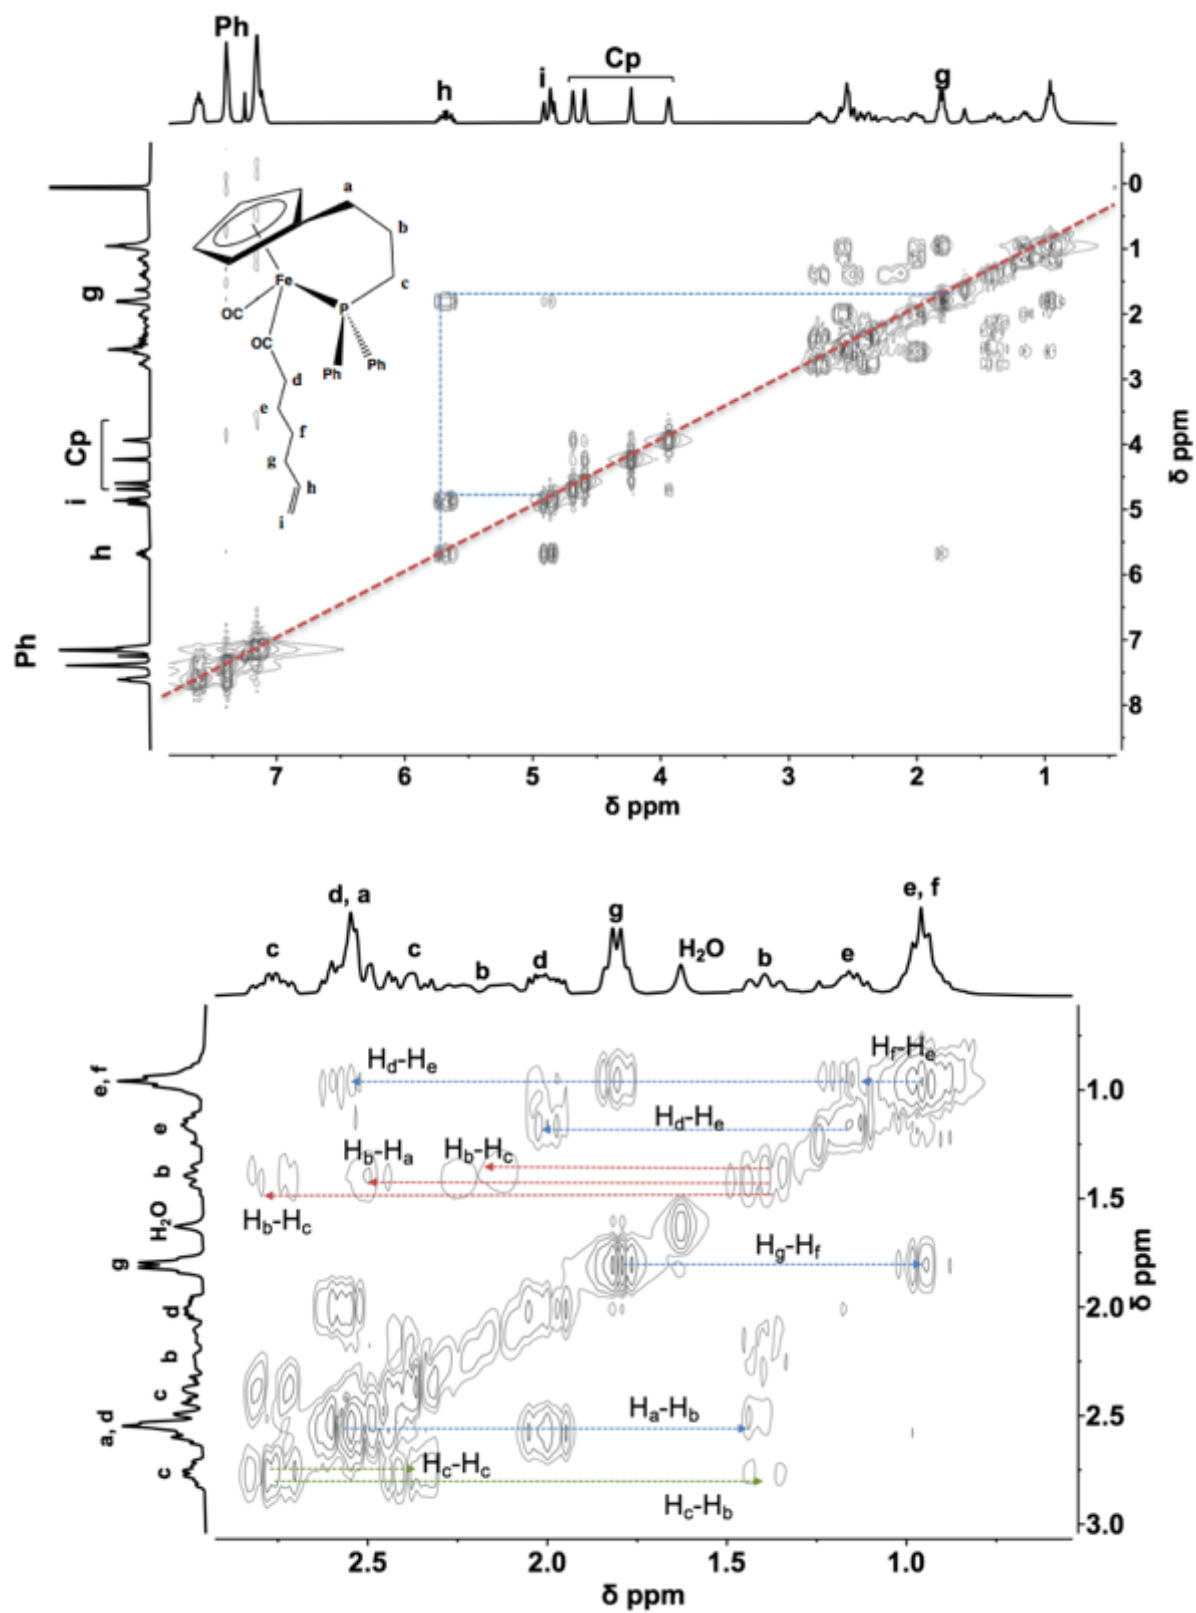 Ph
h
i
Cp
g
g
Cp
i
h
Ph
a
b
c
Fe
P
OC
OC
Ph
Ph
d
e
f
g
h
i
0
1
2
3
4
5
6
7
8
δ ppm
7
6
5
4
3
2
1
δ ppm
c
d, a
c
b
d
g
H₂O
b
e
e, f
e, f
e
b
H₂O
g
d
b
c
a, d
c
Hd-He
Hf-He
Hd-He
Hb-Ha
Hb-Hc
Hb-Hc
Hg-Hf
Ha-Hb
Hc-Hc
Hc-Hb
1.0
1.5
2.0
2.5
3.0
δ ppm
2.5
2.0
1.5
1.0
δ ppm